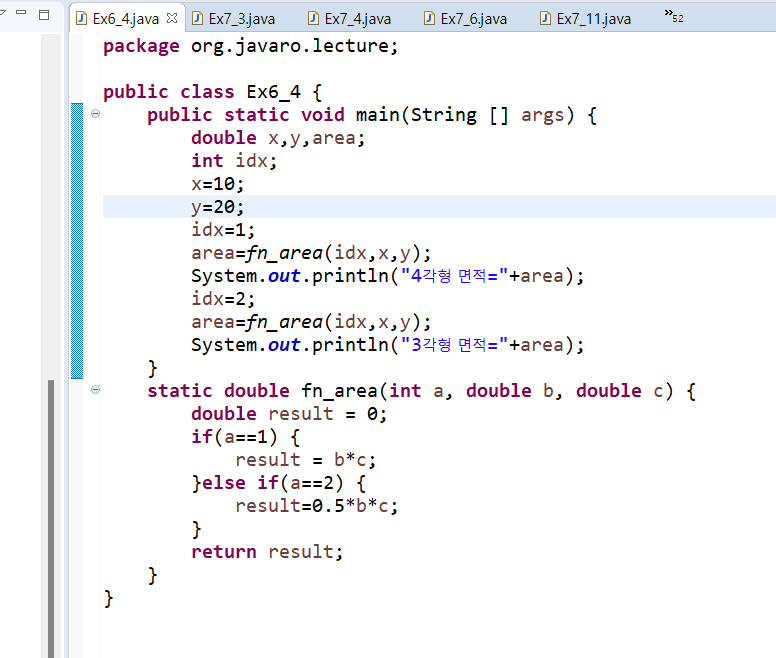 Ex6_4.java Ex7_3.java Ex7_4.java Ex7_6.java Ex7_11.java »52
package org.javaro.lecture;
public class Ex6_4 {
public static void main(String [] args) {
double x,y,area;
int idx;
x=10;
y=20;
idx=1;
area=fn_area(idx,x,y);
System.out.println("4각형 면적="+area);
idx=2;
area=fn_area(idx,x,y);
System.out.println("3각형 면적="+area);
}
static double fn_area(int a, double b, double c) {
double result = 0;
if(a==1) {
result = b*c;
}else if(a==2) {
result=0.5*b*c;
}
return result;
}
}